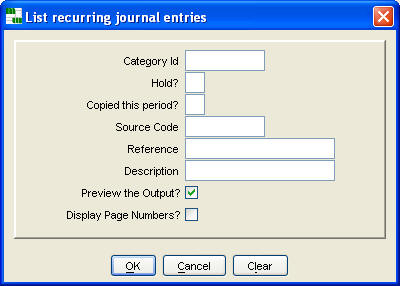 List recurring journal entries
Category Id
Hold?
Copied this period?
Source Code
Reference
Description
Preview the Output?
Display Page Numbers?
OK Cancel Clear